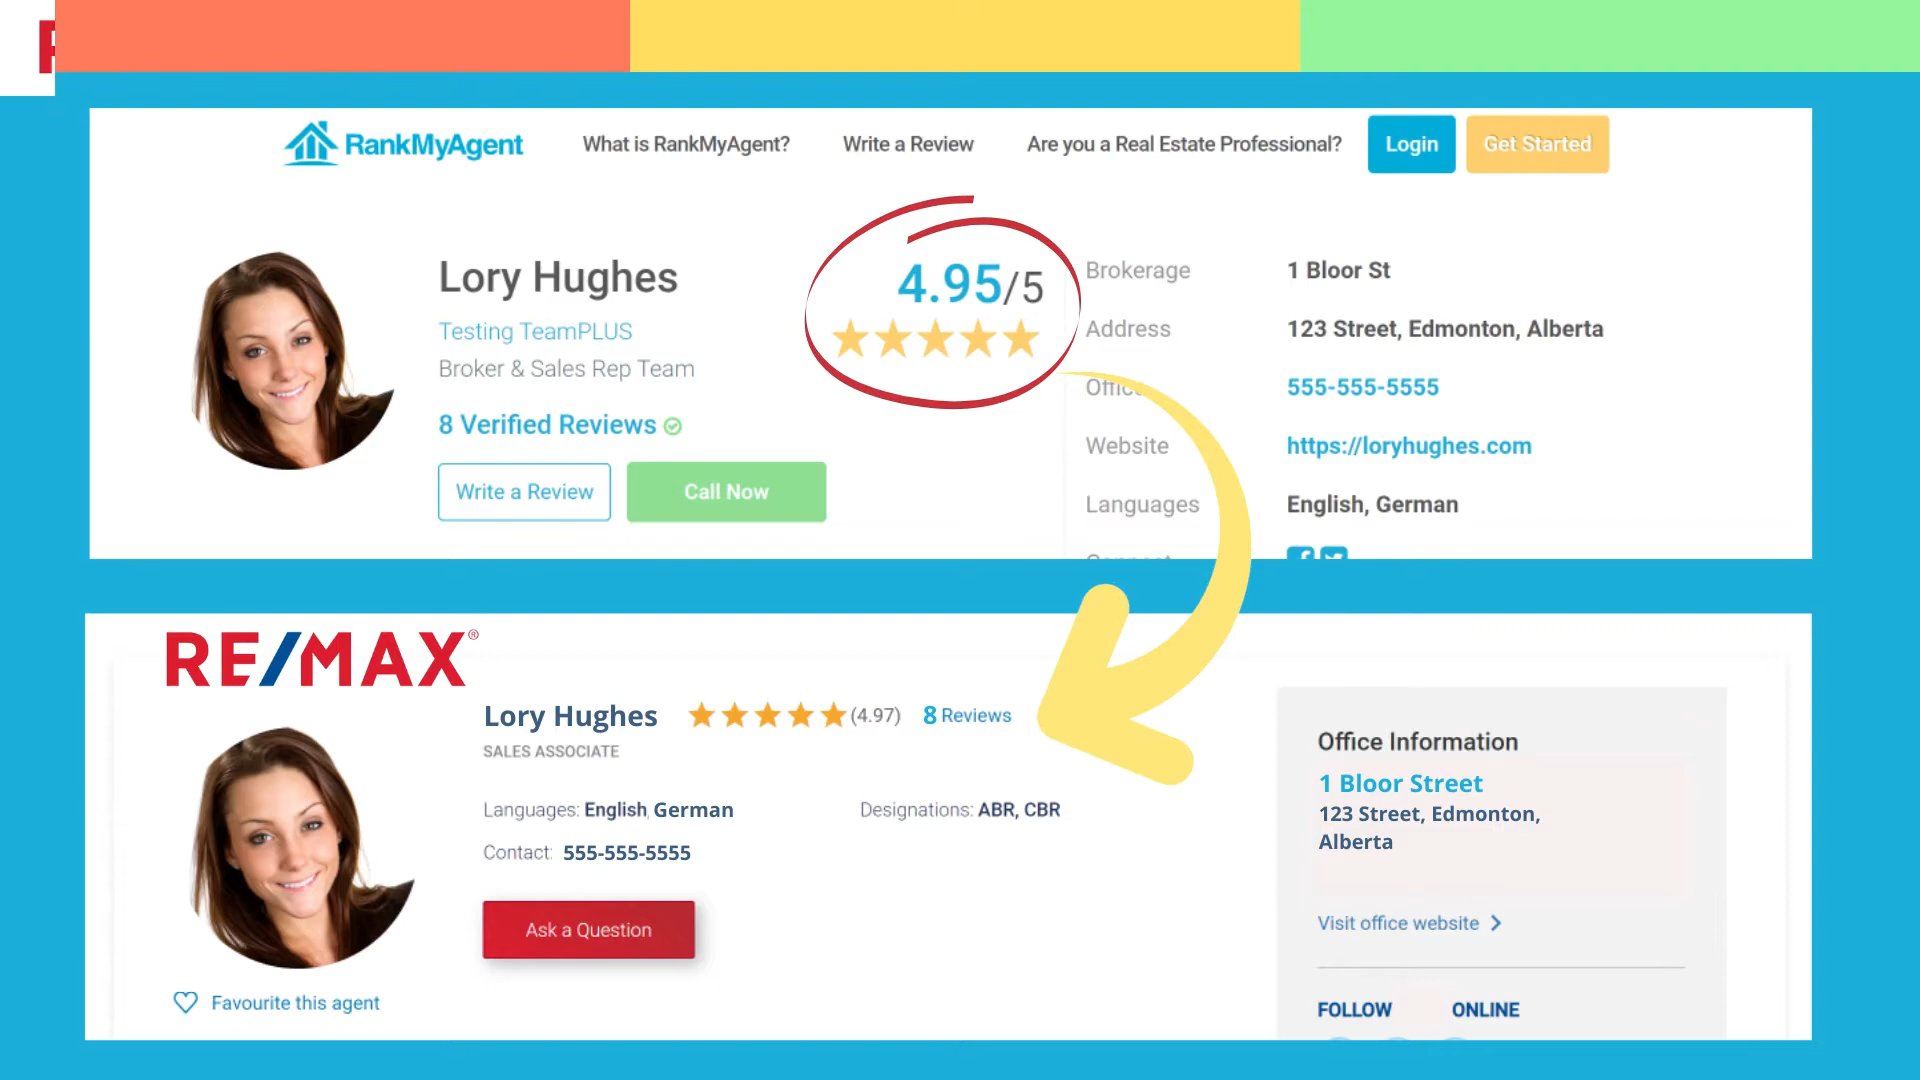 RankMyAgent
What is RankMyAgent?
Write a Review
Are you a Real Estate Professional?
Login
Get Started
Lory Hughes
Testing TeamPLUS
Broker & Sales Rep Team
8 Verified Reviews
Write a Review
Call Now
4.95/5
Brokerage 1 Bloor St
Address 123 Street, Edmonton, Alberta
Office 555-555-5555
Website https://loryhughes.com
Languages English, German
RE/MAX®
Lory Hughes (4.97) 8 Reviews
SALES ASSOCIATE
Languages: English, German
Designations: ABR, CBR
Contact: 555-555-5555
Ask a Question
Favourite this agent
Office Information
1 Bloor Street
123 Street, Edmonton,
Alberta
Visit office website
FOLLOW ONLINE